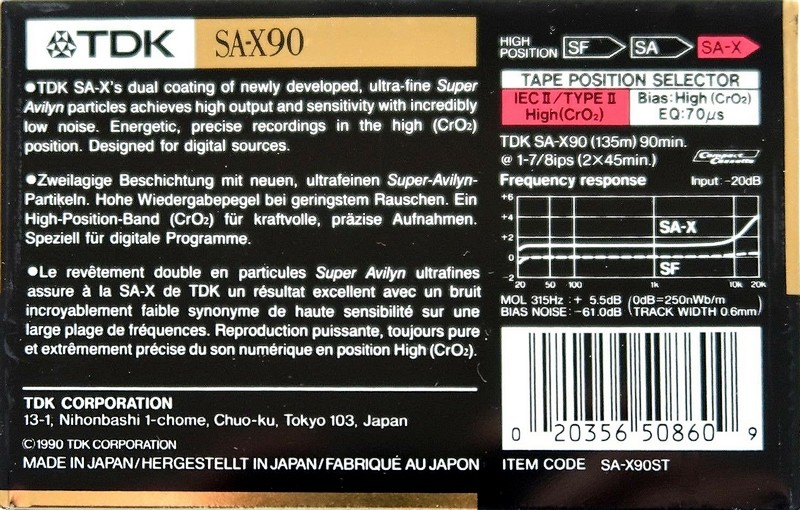 TDK SA-X90
●TDK SA-X's dual coating of newly developed, ultra-fine Super
Avilyn particles achieves high output and sensitivity with incredibly
low noise. Energetic, precise recordings in the high (CrO₂)
position. Designed for digital sources.
●Zweilagige Beschichtung mit neuen, ultrafeinen Super-Avilyn-
Partikeln. Hohe Wiedergabepegel bei geringstem Rauschen. Ein
High-Position-Band (CrO₂) für kraftvolle, präzise Aufnahmen.
Speziell für digitale Programme.
●Le revêtement double en particules Super Avilyn ultrafines
assure à la SA-X de TDK un résultat excellent avec un bruit
incroyablement faible synonyme de haute sensibilité sur une
large plage de fréquences. Reproduction puissante, toujours pure
et extrêmement précise du son numérique en position High (CrO₂).
TDK CORPORATION
13-1, Nihonbashi 1-chome, Chuo-ku, Tokyo 103, Japan
©1990 TDK CORPORATION
MADE IN JAPAN/HERGESTELLT IN JAPAN/FABRIQUÉ AU JAPON
HIGH
POSITION
SF SA SA-X
TAPE POSITION SELECTOR
IEC II/TYPE II
High(CrO₂)
Bias: High (CrO₂)
EQ: 70μs
TDK SA-X90 (135m) 90min.
@ 1-7/8ips (2×45min.)
Compact Cassette
Frequency response Input: -20dB
+6
+4
+2
0
-2
SA-X
SF
20 50 100 1k 10k 20k
MOL 315Hz : + 5.5dB (0dB=250nWb/m
BIAS NOISE: -61.0dB TRACK WIDTH 0.6mm)
0 20356 50860 9
ITEM CODE SA-X90ST